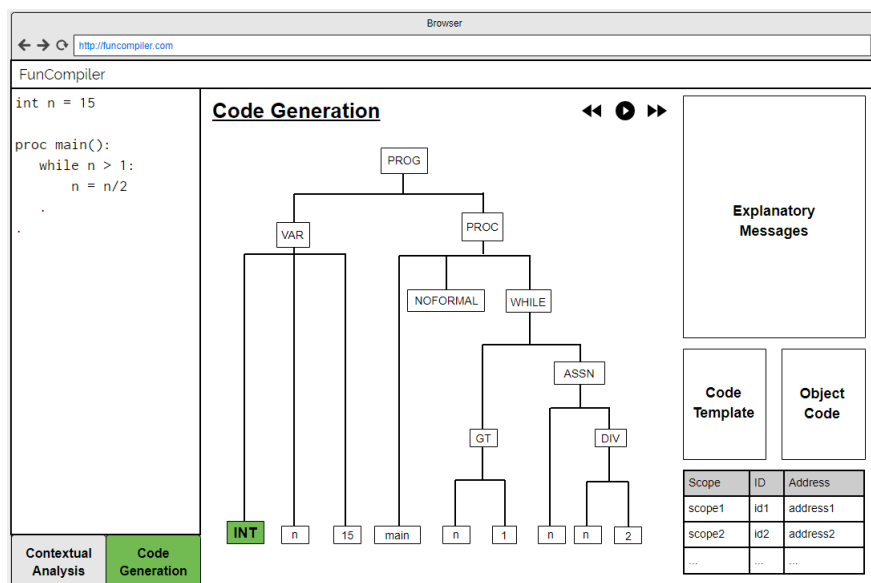 Browser
http://funcompiler.com
FunCompiler
int n = 15
proc main():
while n > 1:
n = n/2
.
.
Contextual
Analysis
Code
Generation
Code Generation
PROG
VAR
PROC
NOFORMAL
WHILE
ASSN
GT
DIV
INT
n
15
main
n
1
n
n
2
Explanatory
Messages
Code
Template
Object
Code
Scope ID Address
scope1 id1 address1
scope2 id2 address2
... ... ...